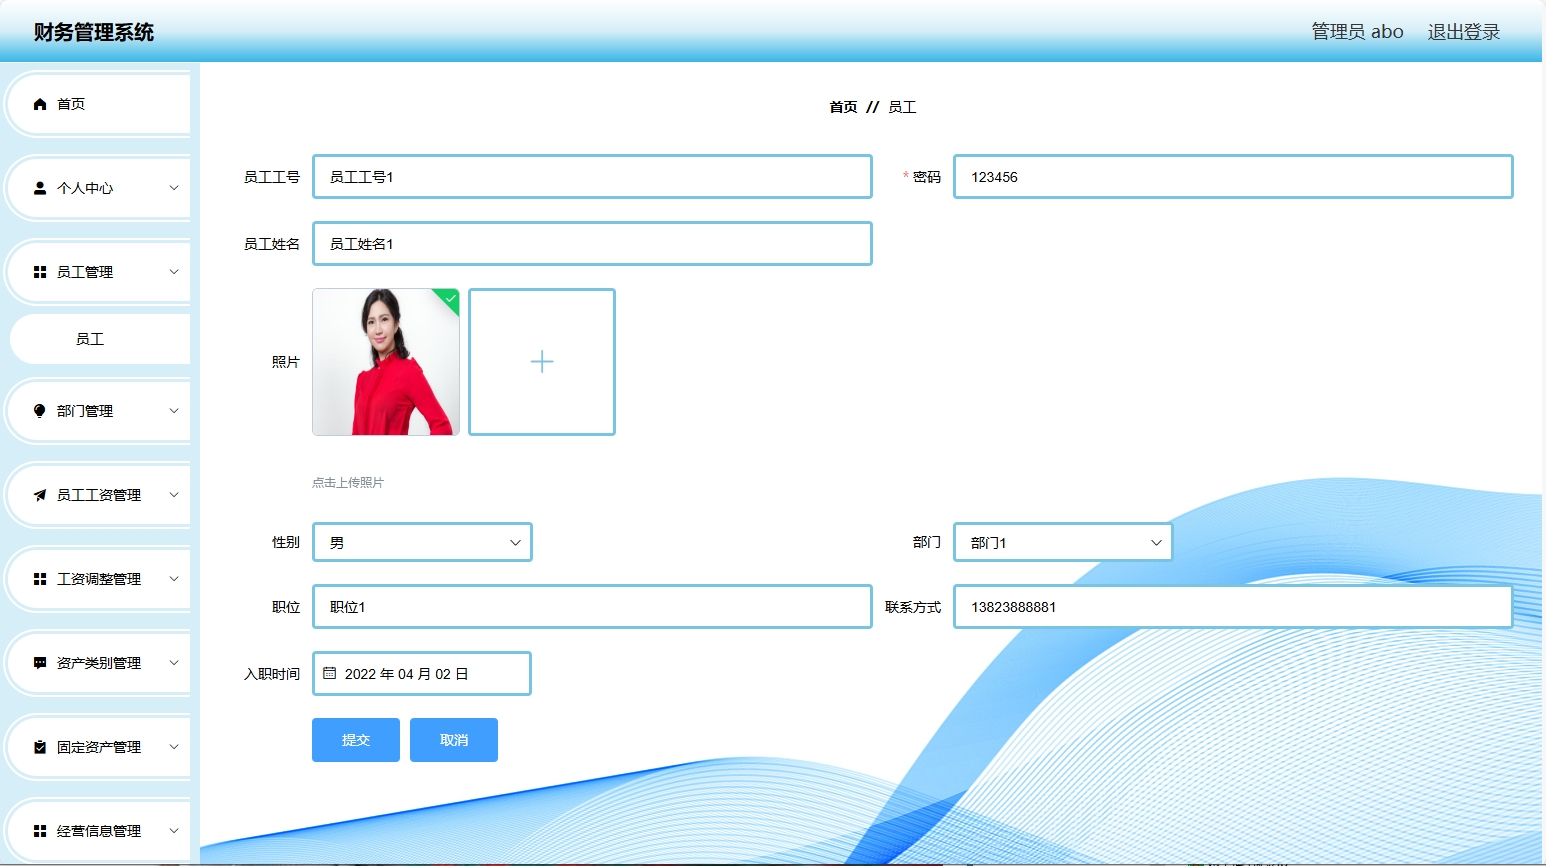 财务管理系统
管理员 abo 退出登录
首页
个人中心
员工管理
员工
部门管理
员工工资管理
工资调整管理
资产类别管理
固定资产管理
经营信息管理
首页 // 员工
员工工号 员工工号1 * 密码 123456
员工姓名 员工姓名1
照片
点击上传照片
性别 男 部门 部门1
职位 职位1 联系方式 13823888881
入职时间 2022 年 04 月 02 日
提交 取消